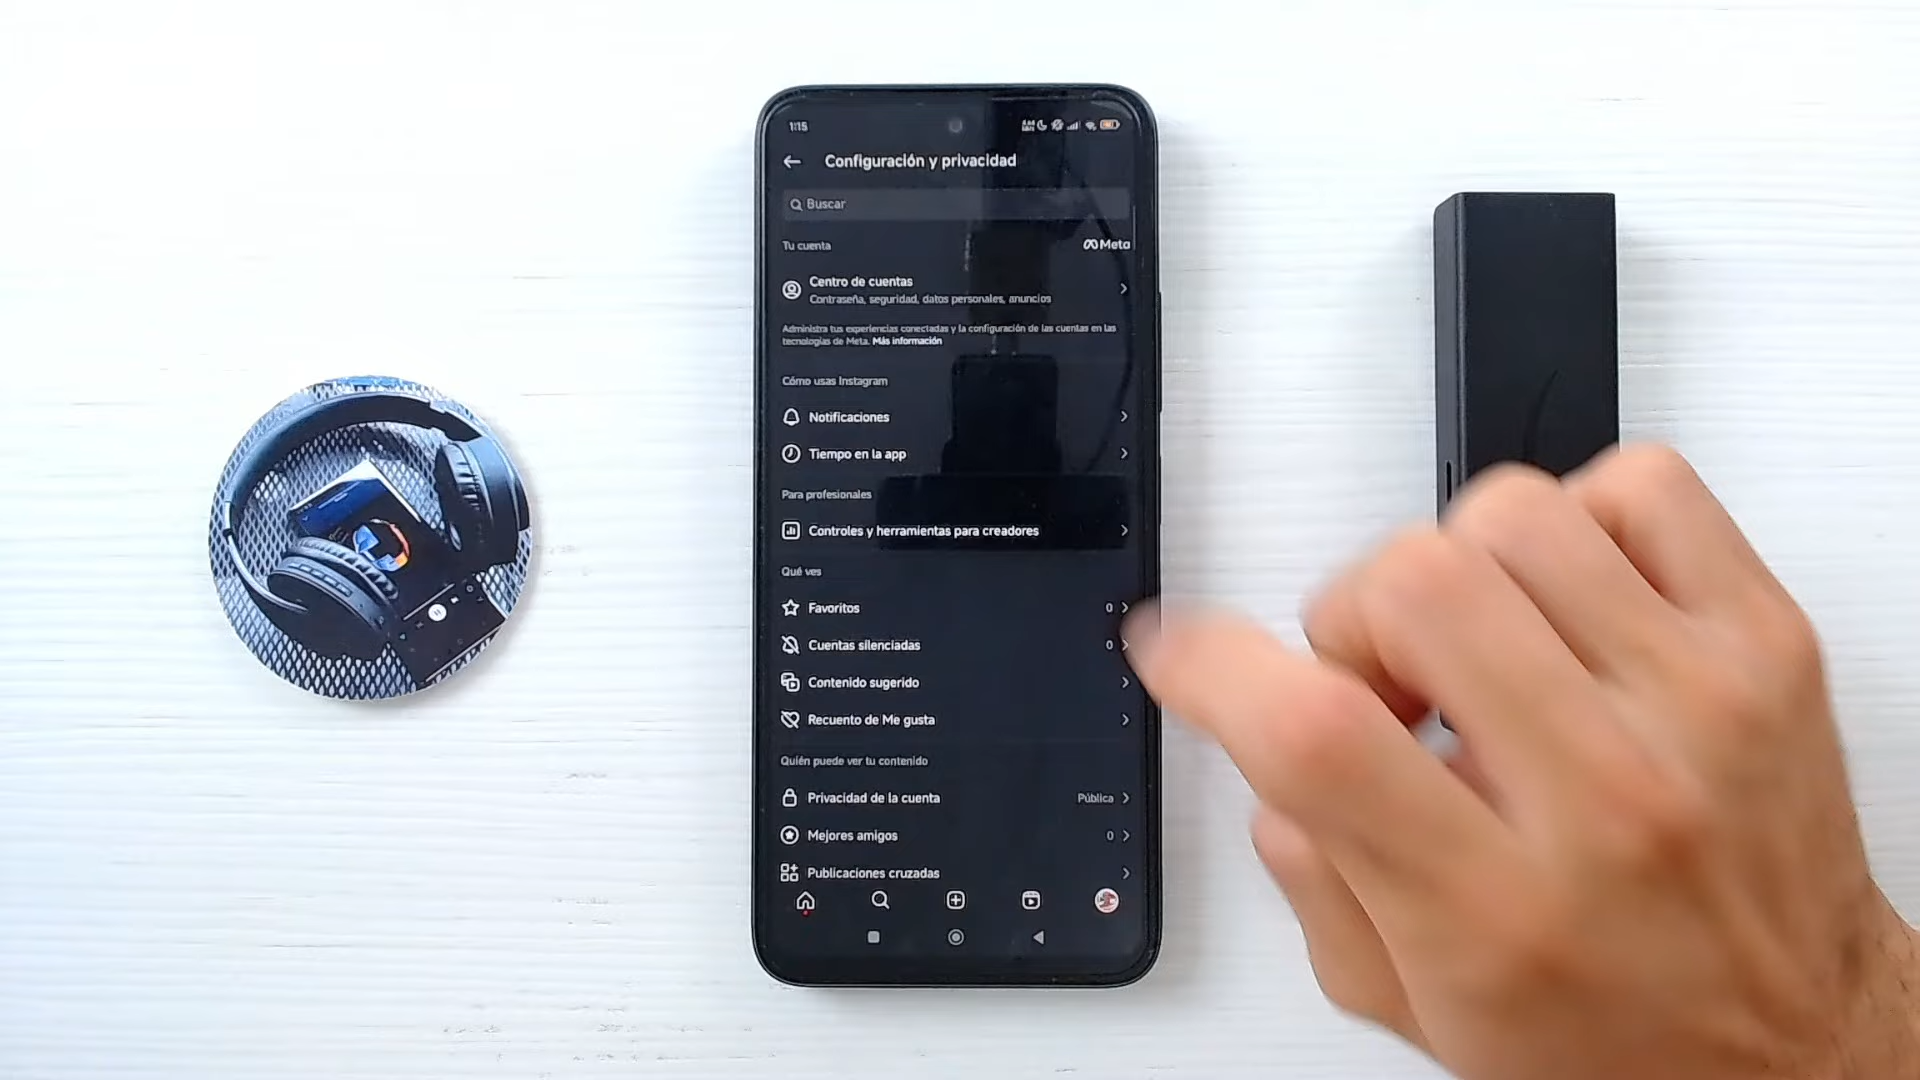 1:15
Configuración y privacidad
Buscar
Tu cuenta
Meta
Centro de cuentas
Contraseña, seguridad, datos personales, anuncios
Administra tus experiencias conectadas y la configuración de las cuentas en las
tecnologías de Meta. Más información
Cómo usas Instagram
Notificaciones
Tiempo en la app
Para profesionales
Controles y herramientas para creadores
Qué ves
Favoritos 0
Cuentas silenciadas 0
Contenido sugerido
Recuento de Me gusta
Quién puede ver tu contenido
Privacidad de la cuenta Pública
Mejores amigos 0
Publicaciones cruzadas